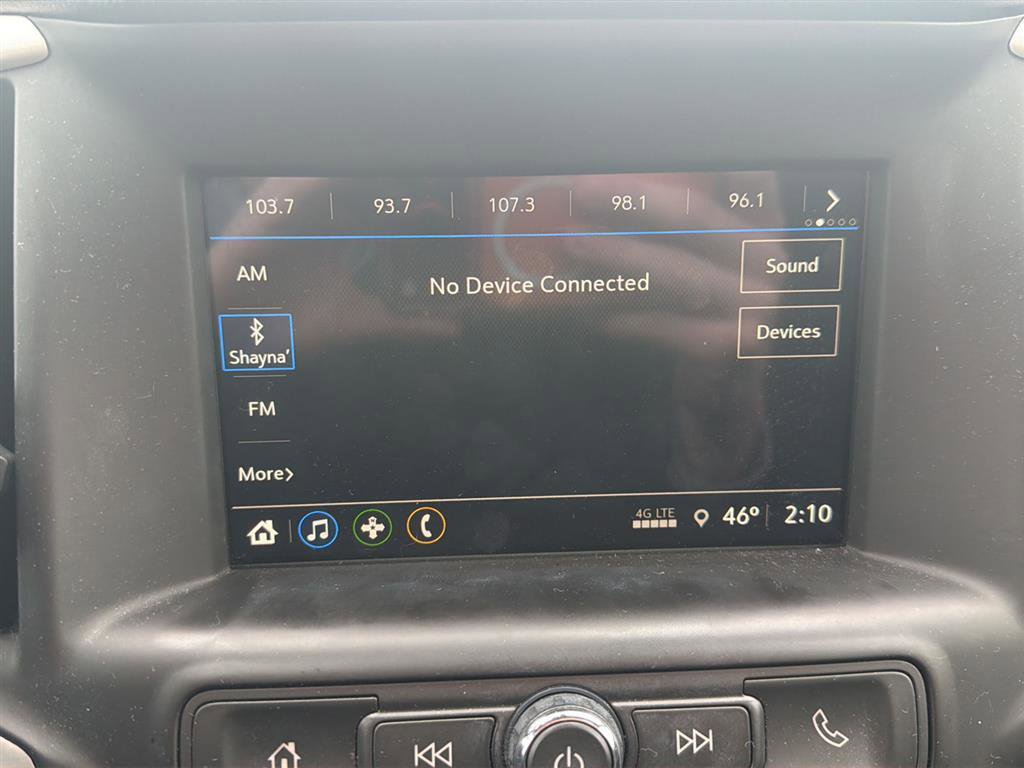 103.7 93.7 107.3 98.1 96.1
AM
No Device Connected
Sound
Shayna'
Devices
FM
More
4G LTE
46° 2:10